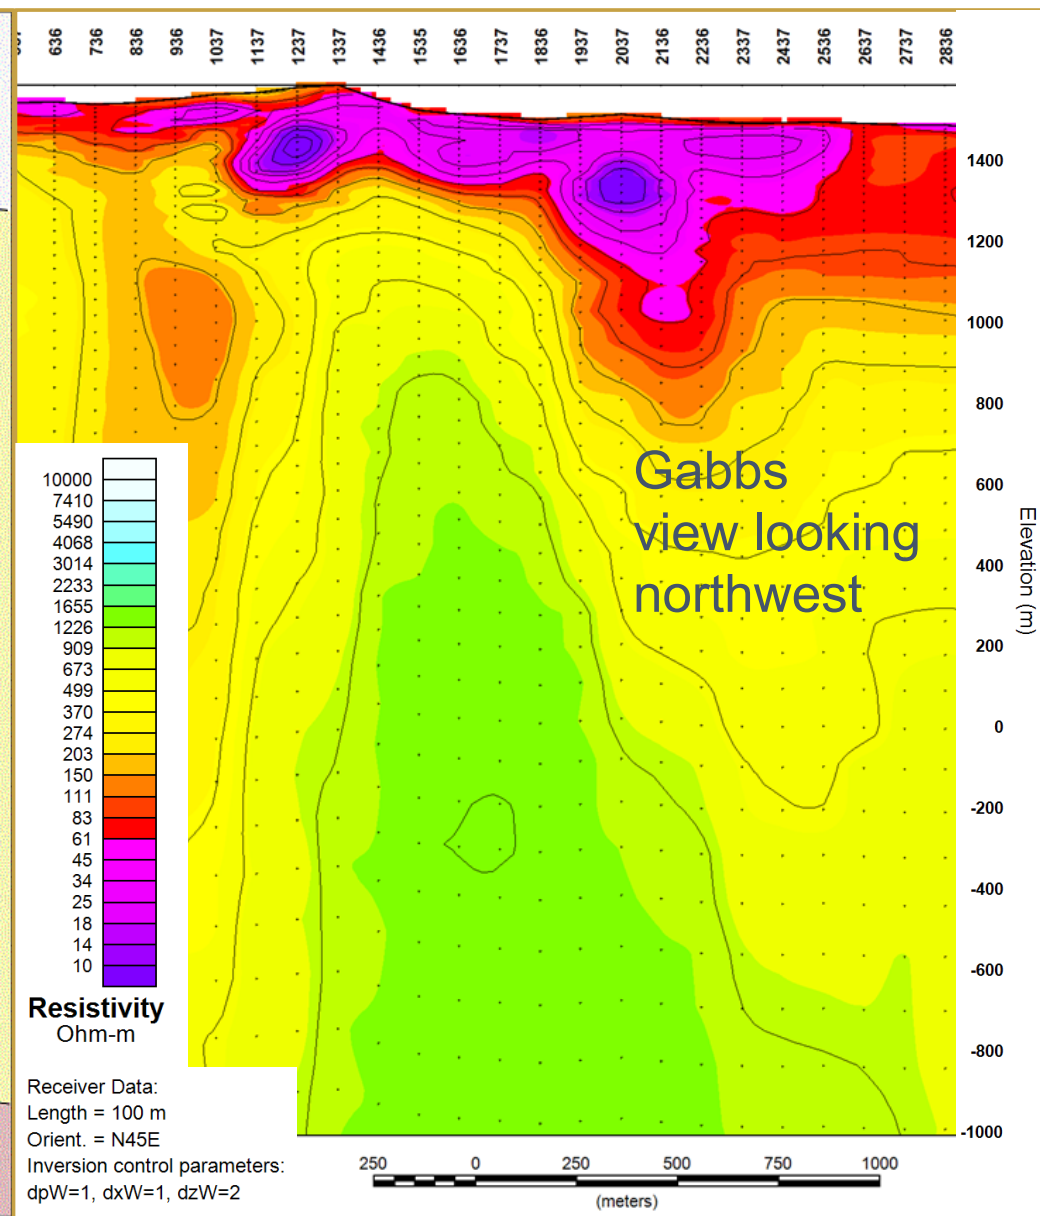 636 736 836 936 1037 1137 1237 1337 1436 1535 1636 1737 1836 1937 2037 2136 2236 2337 2437 2536 2637 2737 2836
1400
1200
1000
800
600
400
200
0
-200
-400
-600
-800
-1000
Elevation (m)
Gabbs
view looking
northwest
10000
7410
5490
4068
3014
2233
1655
1226
909
673
499
370
274
203
150
111
83
61
45
34
25
18
14
10
Resistivity
Ohm-m
Receiver Data:
Length = 100 m
Orient. = N45E
Inversion control parameters:
dpW=1, dxW=1, dzW=2
250 0 250 500 750 1000
(meters)